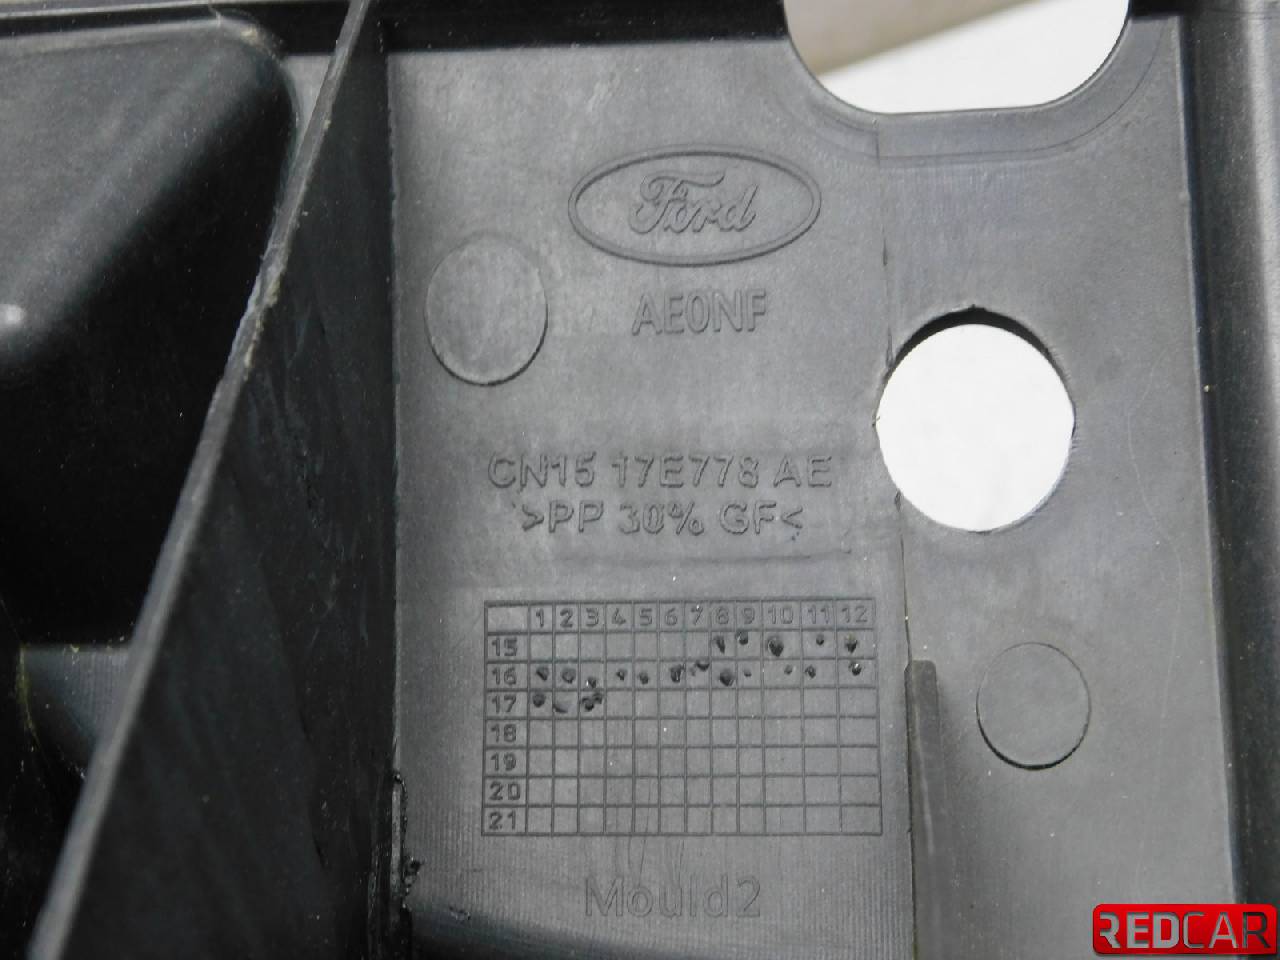 Ford
AE0NF
CN15 17E778 AE
>PP 30% GF<
1 2 3 4 5 6 7 8 9 10 11 12
15
16
17
18
19
20
21
Mould2
REDCAR